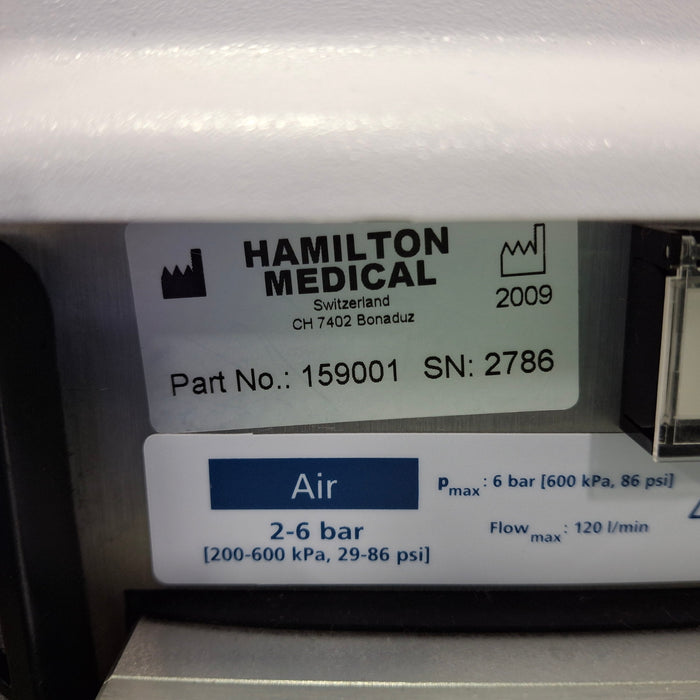 HAMILTON
MEDICAL
Switzerland
CH 7402 Bonaduz
2009
Part No.: 159001 SN: 2786
Air
2-6 bar
[200-600 kPa, 29-86 psi]
pmax: 6 bar [600 kPa, 86 psi]
Flowmax: 120 l/min